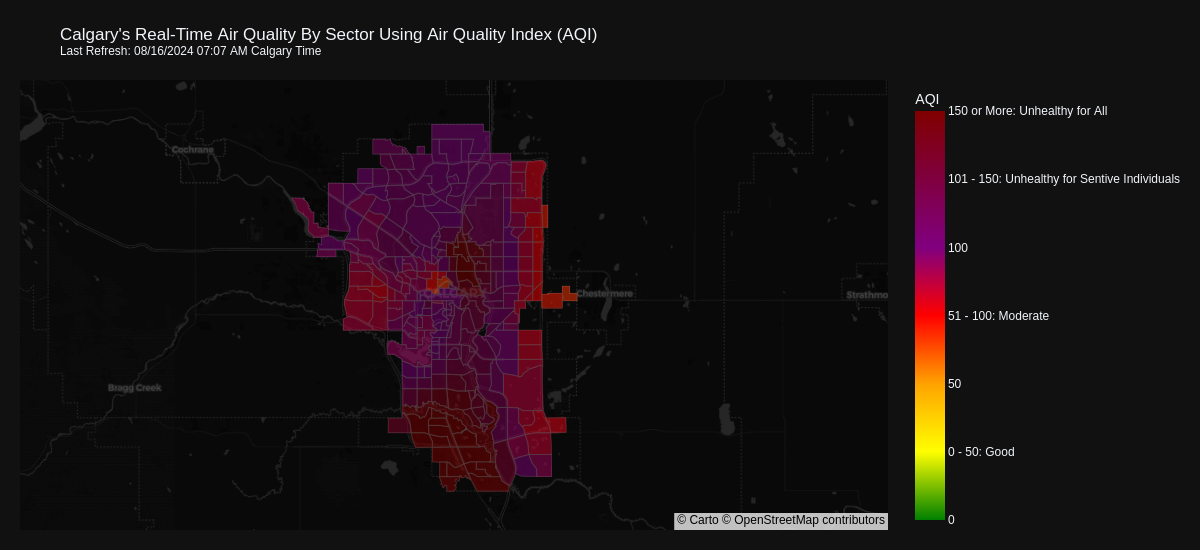 Calgary's Real-Time Air Quality By Sector Using Air Quality Index (AQI)
Last Refresh: 08/16/2024 07:07 AM Calgary Time
AQI
150 or More: Unhealthy for All
Cochrane
101 - 150: Unhealthy for Sentive Individuals
100
Chestermere
Strathmo
51 - 100: Moderate
50
Bragg Creek
0 - 50: Good
© Carto © OpenStreetMap contributors
0